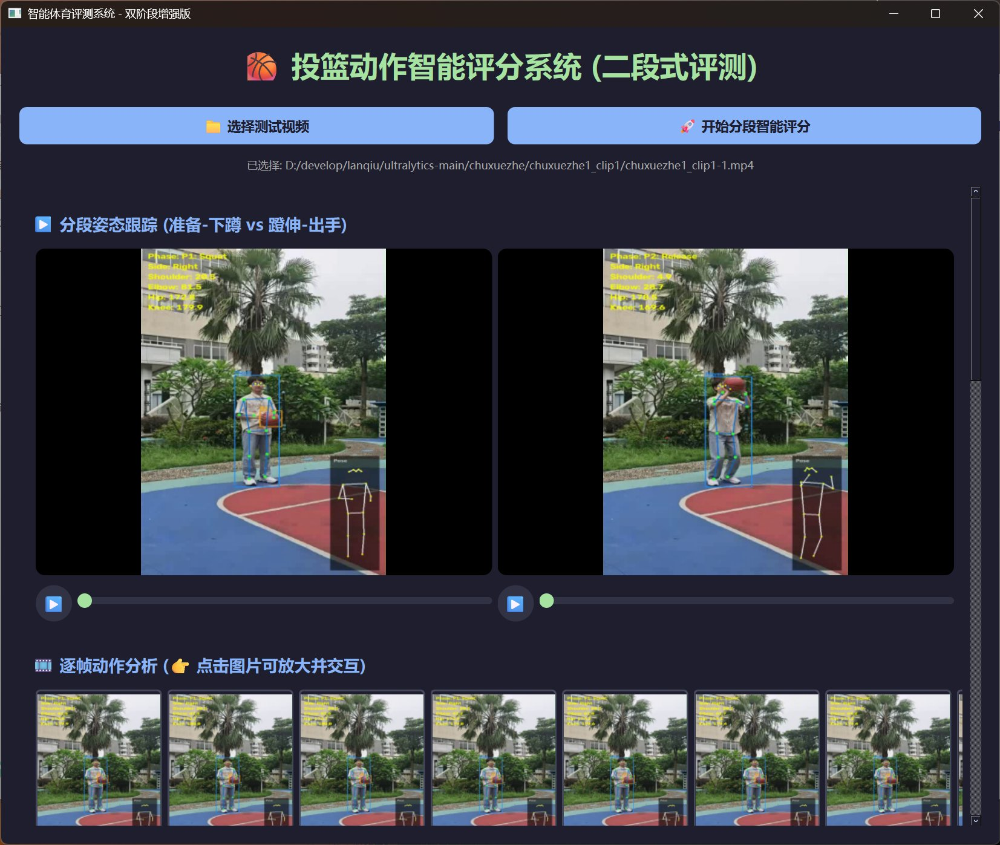 智能体育评测系统 - 双阶段增强版
🏀 投篮动作智能评分系统 (二段式评测)
📁 选择测试视频
🚀 开始分段智能评分
已选择: D:/develop/lanqiu/ultralytics-main/chuxuezhe/chuxuezhe1_clip1/chuxuezhe1_clip1-1.mp4
▶️ 分段姿态跟踪 (准备-下蹲 vs 蹬伸-出手)
Phase: P1: Squat
Side: Right
Shoulder: 20.5
Elbow: 81.5
Hip: 172.8
Knee: 179.9
Pose
Phase: P2: Release
Side: Right
Shoulder: 4.9
Elbow: 28.7
Hip: 178.5
Knee: 169.6
Pose
🎞️ 逐帧动作分析 (👉 点击图片可放大并交互)